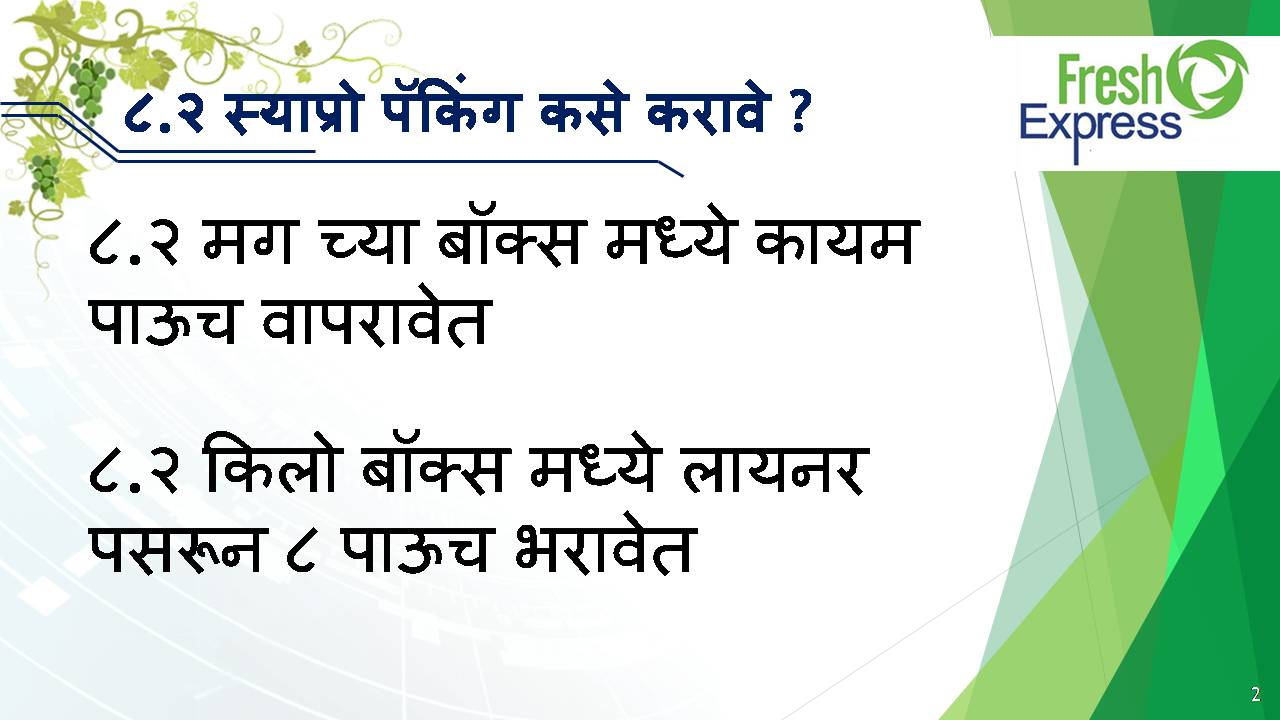 ८.२ स्याप्रो पॅकिंग कसे करावे ?
Fresh
Express
८.२ मग च्या बॉक्स मध्ये कायम
पाऊच वापरावेत
८.२ किलो बॉक्स मध्ये लायनर
पसरून ८ पाऊच भरावेत
2